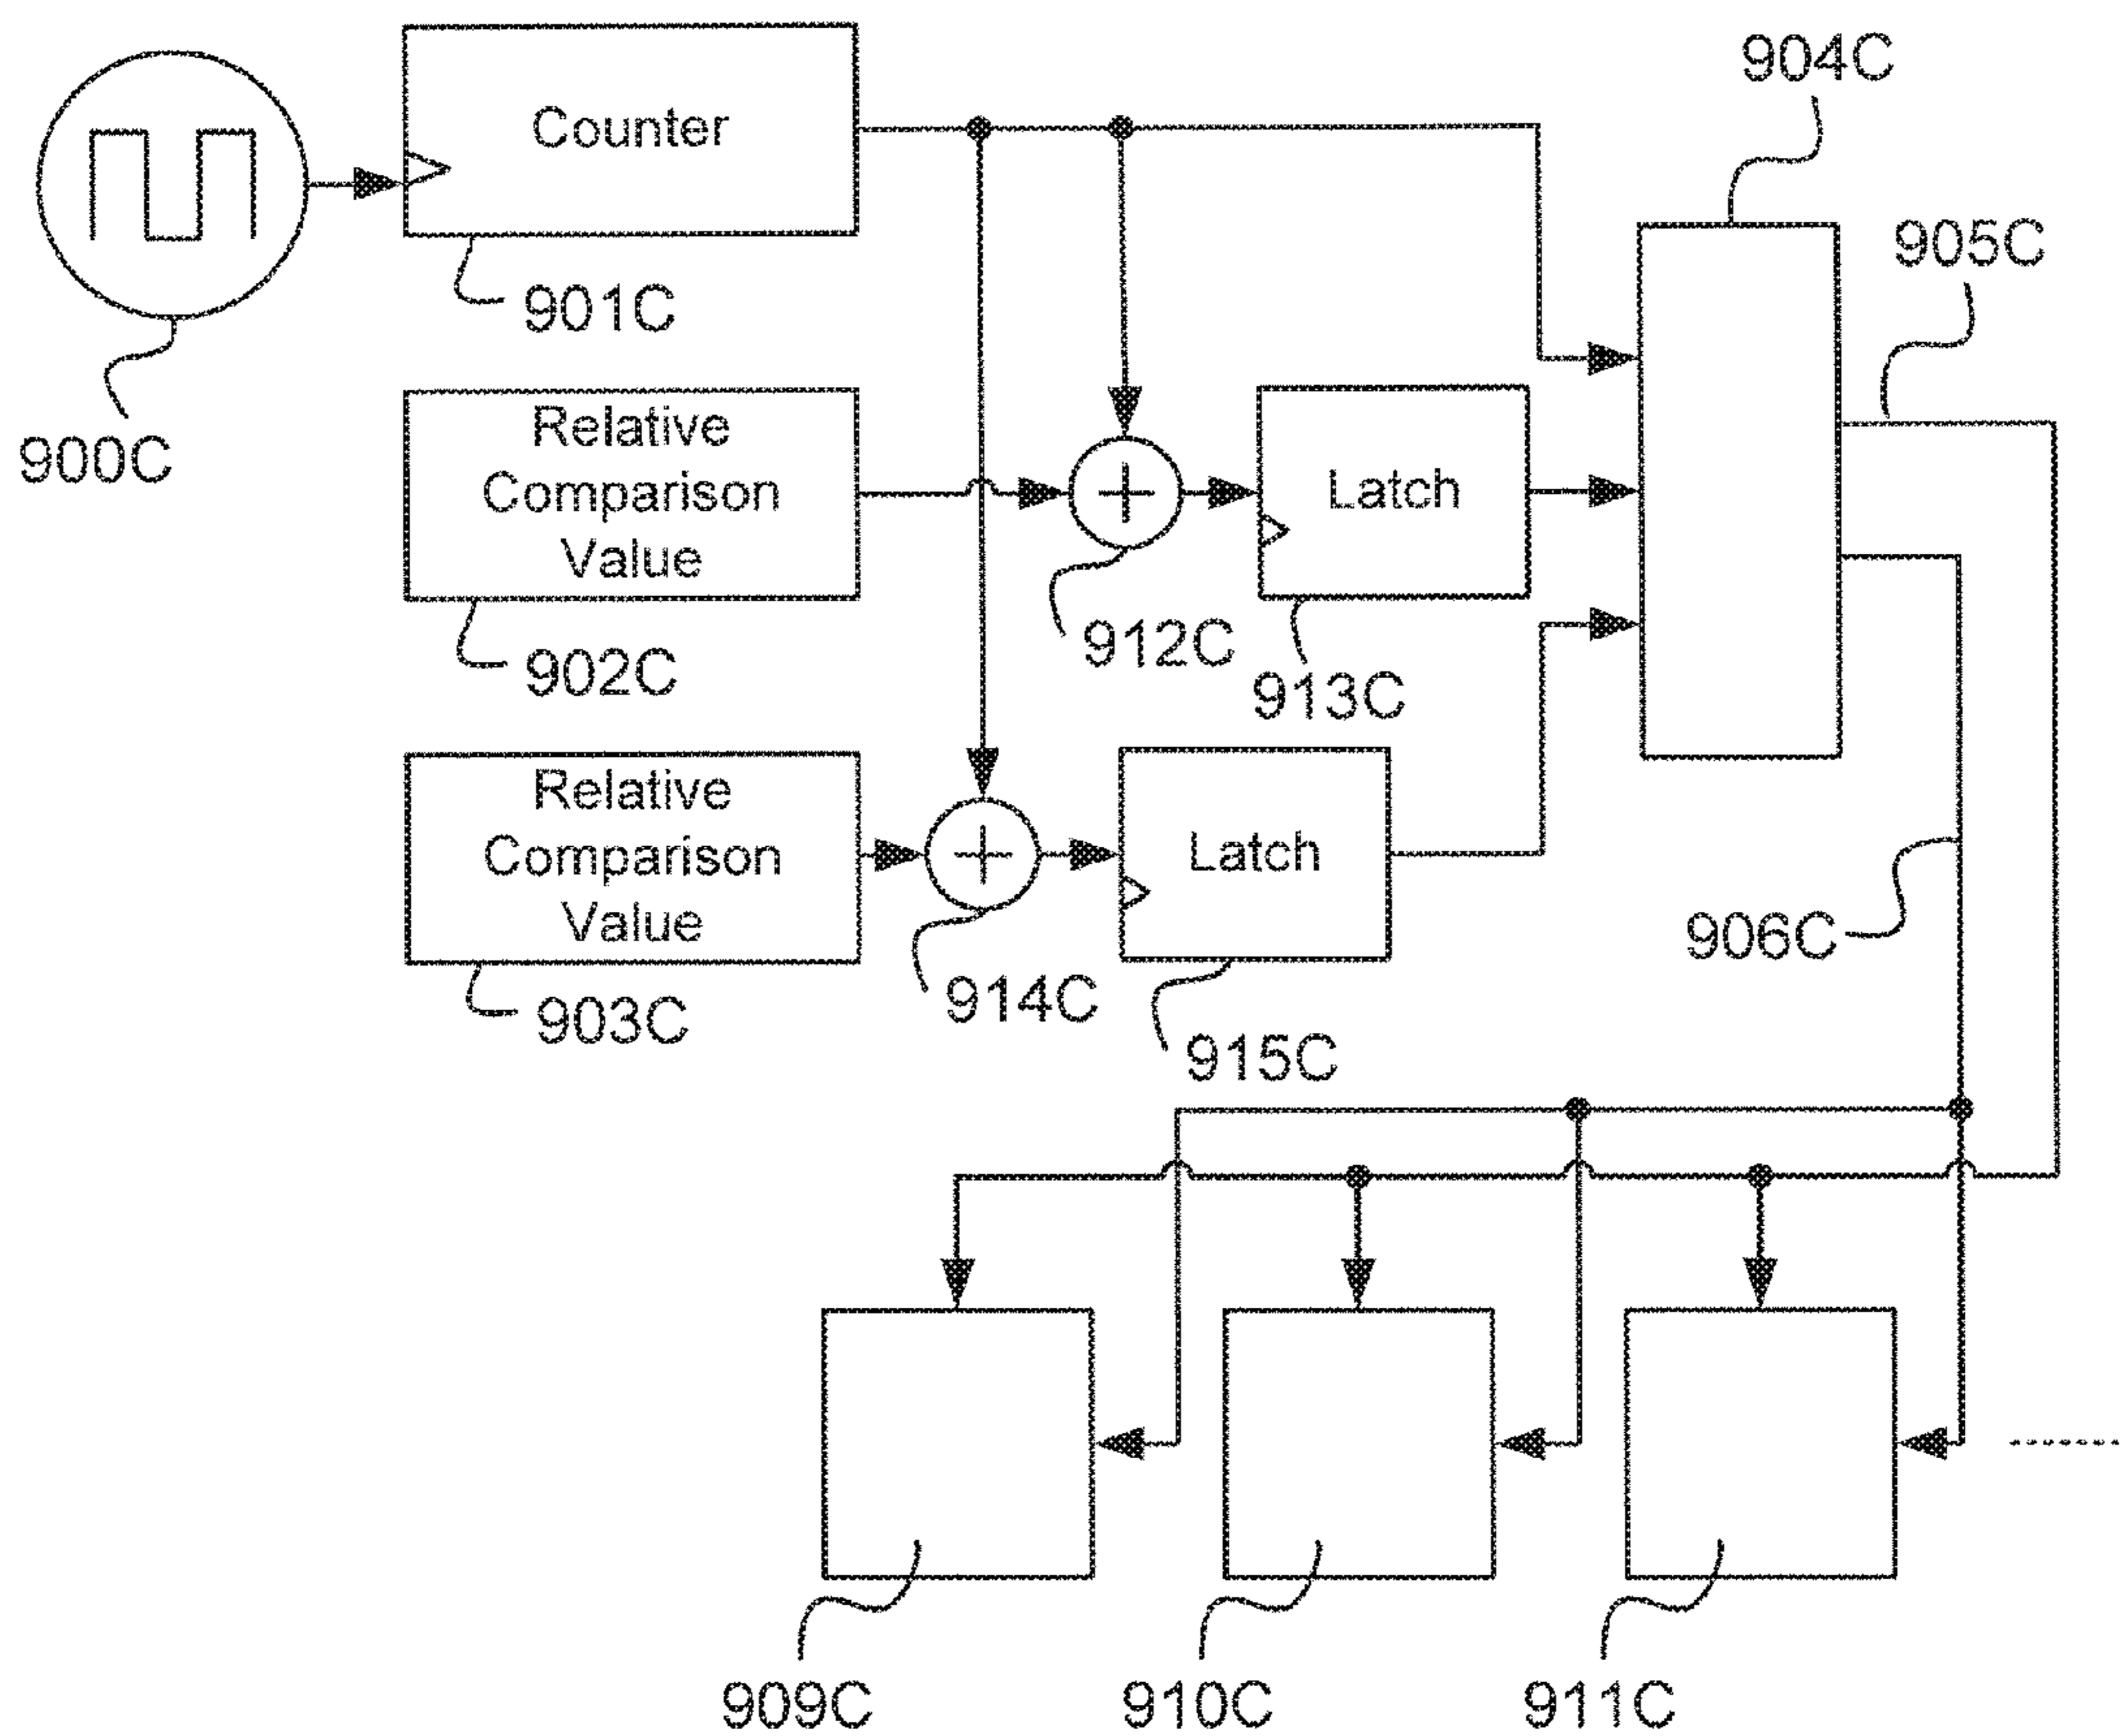 904C
Counter
905C
901C
900C
Relative
Comparison
Value
Latch
912C
902C
913C
Relative
Comparison
Value
Latch
906C
914C
903C
915C
909C
910C
911C